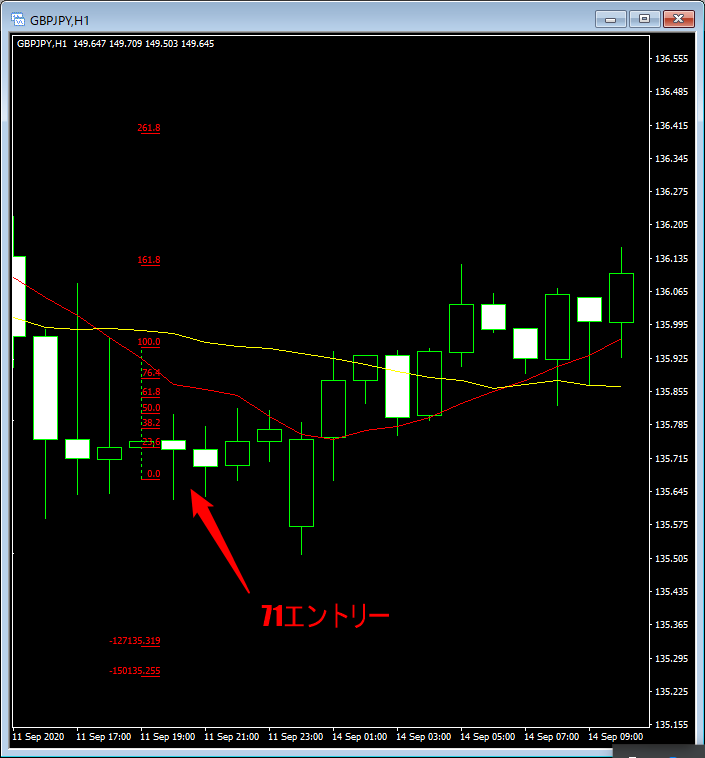 GBPJPY,H1
GBPJPY,H1 149.647 149.709 149.503 149.645
136.555
136.485
136.415
136.345
136.275
136.205
136.135
136.065
135.995
135.925
135.855
135.785
135.715
135.645
135.575
135.505
135.435
135.365
135.295
135.225
135.155
261.8
161.8
100.0
76.4
61.8
50.0
38.2
23.6
0.0
71エントリー
-127135.319
-150135.255
11 Sep 2020
11 Sep 17:00
11 Sep 19:00
11 Sep 21:00
11 Sep 23:00
14 Sep 01:00
14 Sep 03:00
14 Sep 05:00
14 Sep 07:00
14 Sep 09:00